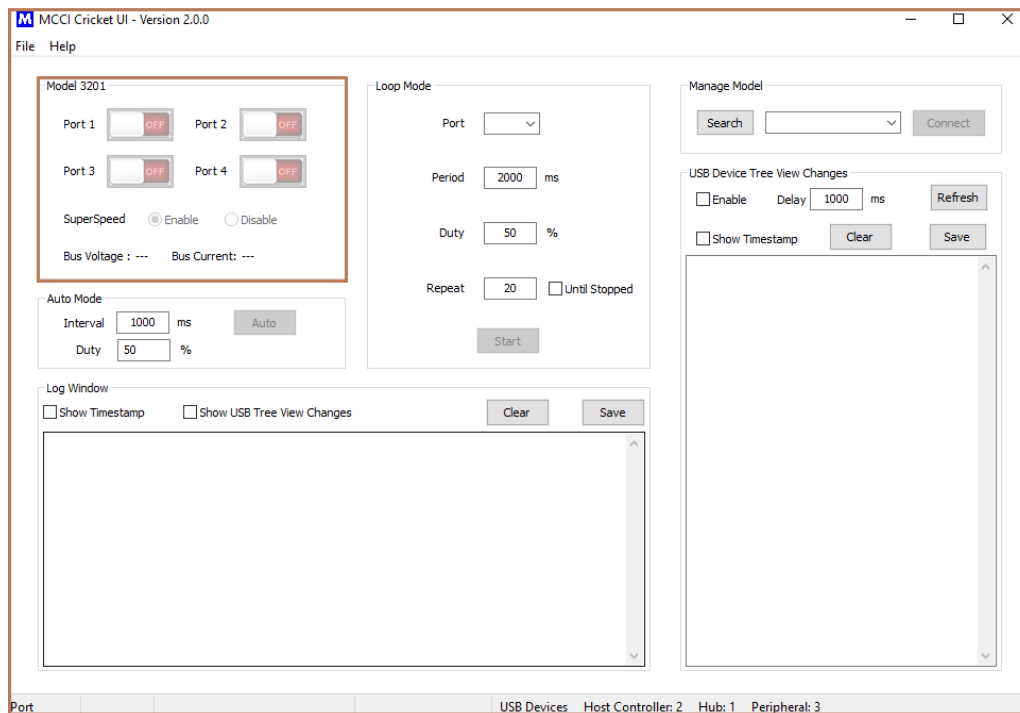 M MCCI Cricket UI - Version 2.0.0
File Help
Model 3201
Port 1 OFF Port 2 OFF
Port 3 OFF Port 4 OFF
SuperSpeed Enable Disable
Bus Voltage : --- Bus Current: ---
Auto Mode
Interval 1000 ms Auto
Duty 50 %
Loop Mode
Port
Period 2000 ms
Duty 50 %
Repeat 20 Until Stopped
Start
Manage Model
Search Connect
USB Device Tree View Changes
Enable Delay 1000 ms Refresh
Show Timestamp Clear Save
Log Window
Show Timestamp Show USB Tree View Changes Clear Save
Port USB Devices Host Controller: 2 Hub: 1 Peripheral: 3